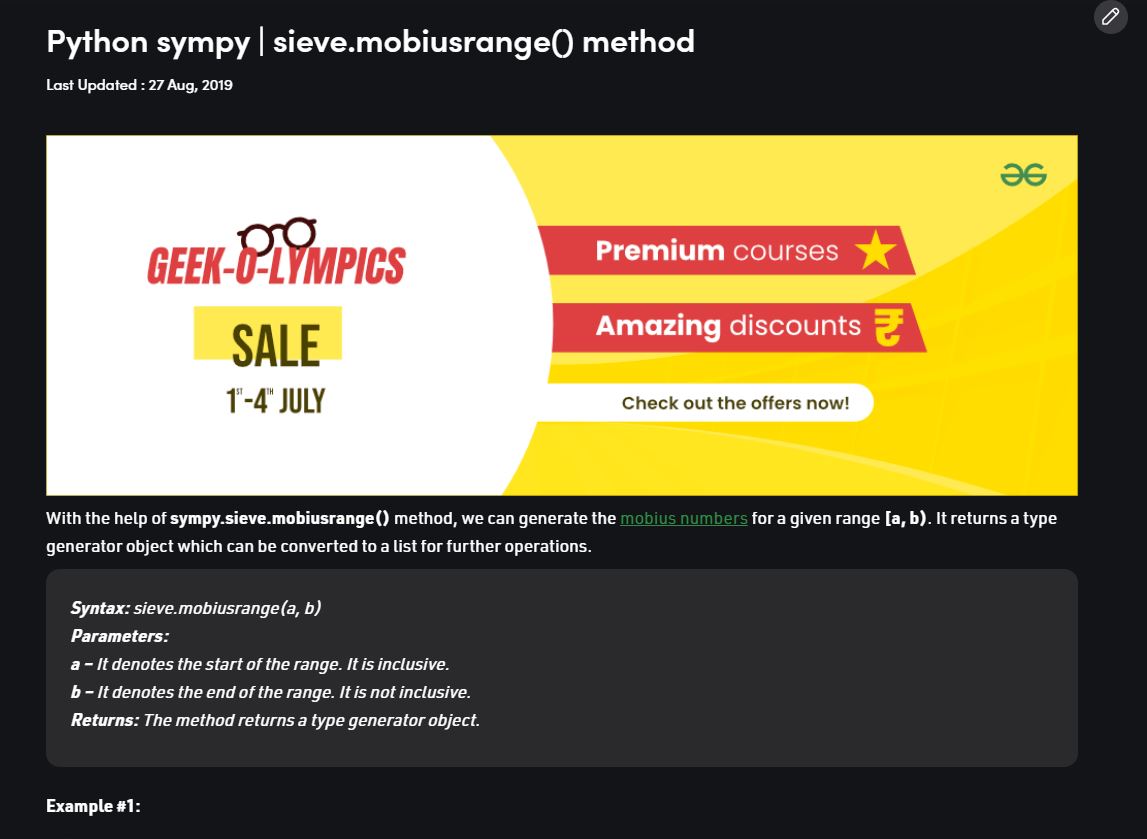 Python sympy | sieve.mobiusrange() method
Last Updated : 27 Aug, 2019
GEEK-O-LYMPICS
SALE
1ST-4TH JULY
Premium courses
Amazing discounts ₹
Check out the offers now!
With the help of sympy.sieve.mobiusrange() method, we can generate the mobius numbers for a given range [a, b). It returns a type
generator object which can be converted to a list for further operations.
Syntax: sieve.mobiusrange(a, b)
Parameters:
a – It denotes the start of the range. It is inclusive.
b – It denotes the end of the range. It is not inclusive.
Returns: The method returns a type generator object.
Example #1: